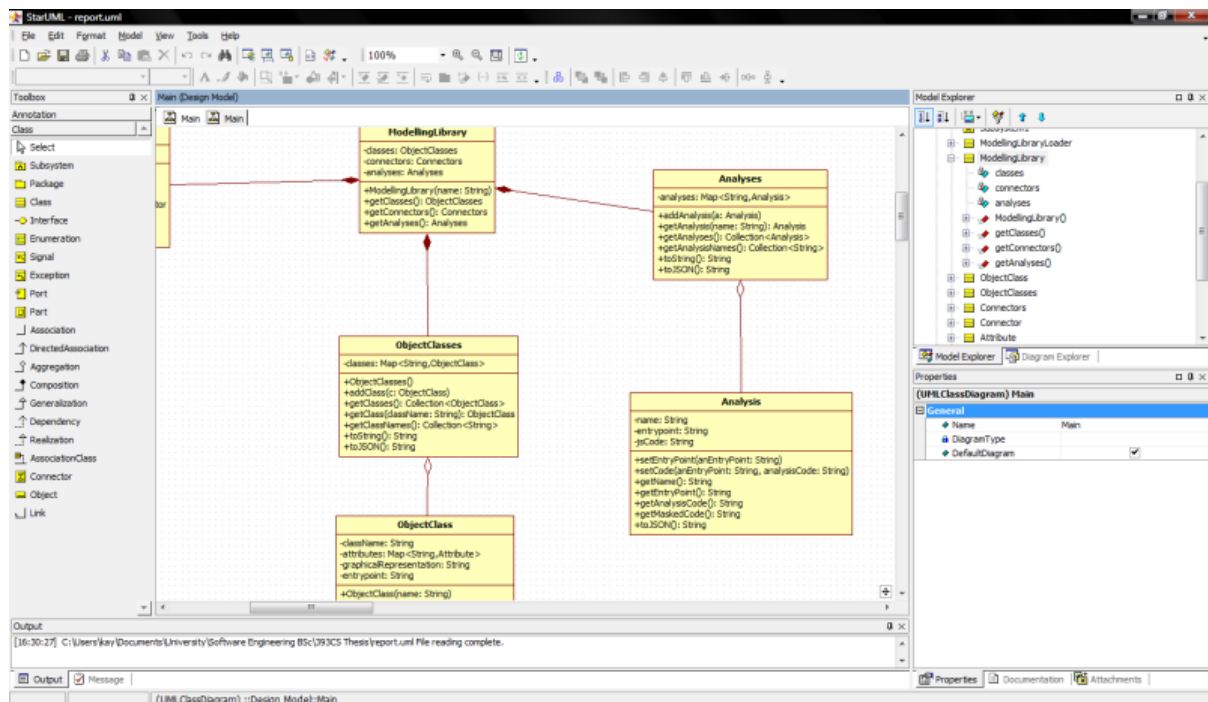 StarUML - report.uml
File Edit Format Model View Tools Help
100%
Toolbox
Annotation
Class
Select
Subsystem
Package
Class
Interface
Enumeration
Signal
Exception
Port
Part
Association
DirectedAssociation
Aggregation
Composition
Generalization
Dependency
Realization
AssociationClass
Connector
Object
Link
Main (Design Model)
Main Main
tor
ModellingLibrary
-classes: ObjectClasses
-connectors: Connectors
-analyses: Analyses
+ModellingLibrary(name: String)
+getClasses(): ObjectClasses
+getConnectors(): Connectors
+getAnalyses(): Analyses
Analyses
-analyses: Map<String,Analysis>
+addAnalysis(a: Analysis)
+getAnalysis(name: String): Analysis
+getAnalyses(): Collection<Analysis>
+getAnalysisNames(): Collection<String>
+toString(): String
+toJSON(): String
ObjectClasses
-classes: Map<String,ObjectClass>
+ObjectClasses()
+addClass(c: ObjectClass)
+getClasses(): Collection<ObjectClass>
+getClass(className: String): ObjectClass
+getClassNames(): Collection<String>
+toString(): String
+toJSON(): String
Analysis
-name: String
-entrypoint: String
-jsCode: String
+setEntryPoint(anEntryPoint: String)
+setCode(anEntryPoint: String, analysisCode: String)
+getName(): String
+getEntryPoint(): String
+getAnalysisCode(): String
+getMaskedCode(): String
+toJSON(): String
ObjectClass
-className: String
-attributes: Map<String,Attribute>
-graphicalRepresentation: String
-entrypoint: String
+ObjectClass(name: String)
Model Explorer
Subsystem1
ModellingLibraryLoader
ModellingLibrary
classes
connectors
analyses
ModellingLibrary()
getClasses()
getConnectors()
getAnalyses()
ObjectClass
ObjectClasses
Connectors
Connector
Attribute
Model Explorer Diagram Explorer
Properties
(UMLClassDiagram) Main
General
Name Main
DiagramType
DefaultDiagram
Properties Documentation Attachments
Output
[16:30:27] C:\Users\kay\Documents\University\Software Engineering BSc\393CS Thesis\report.uml File reading complete.
Output Message
(UMLClassDiagram) ::Design Model::Main